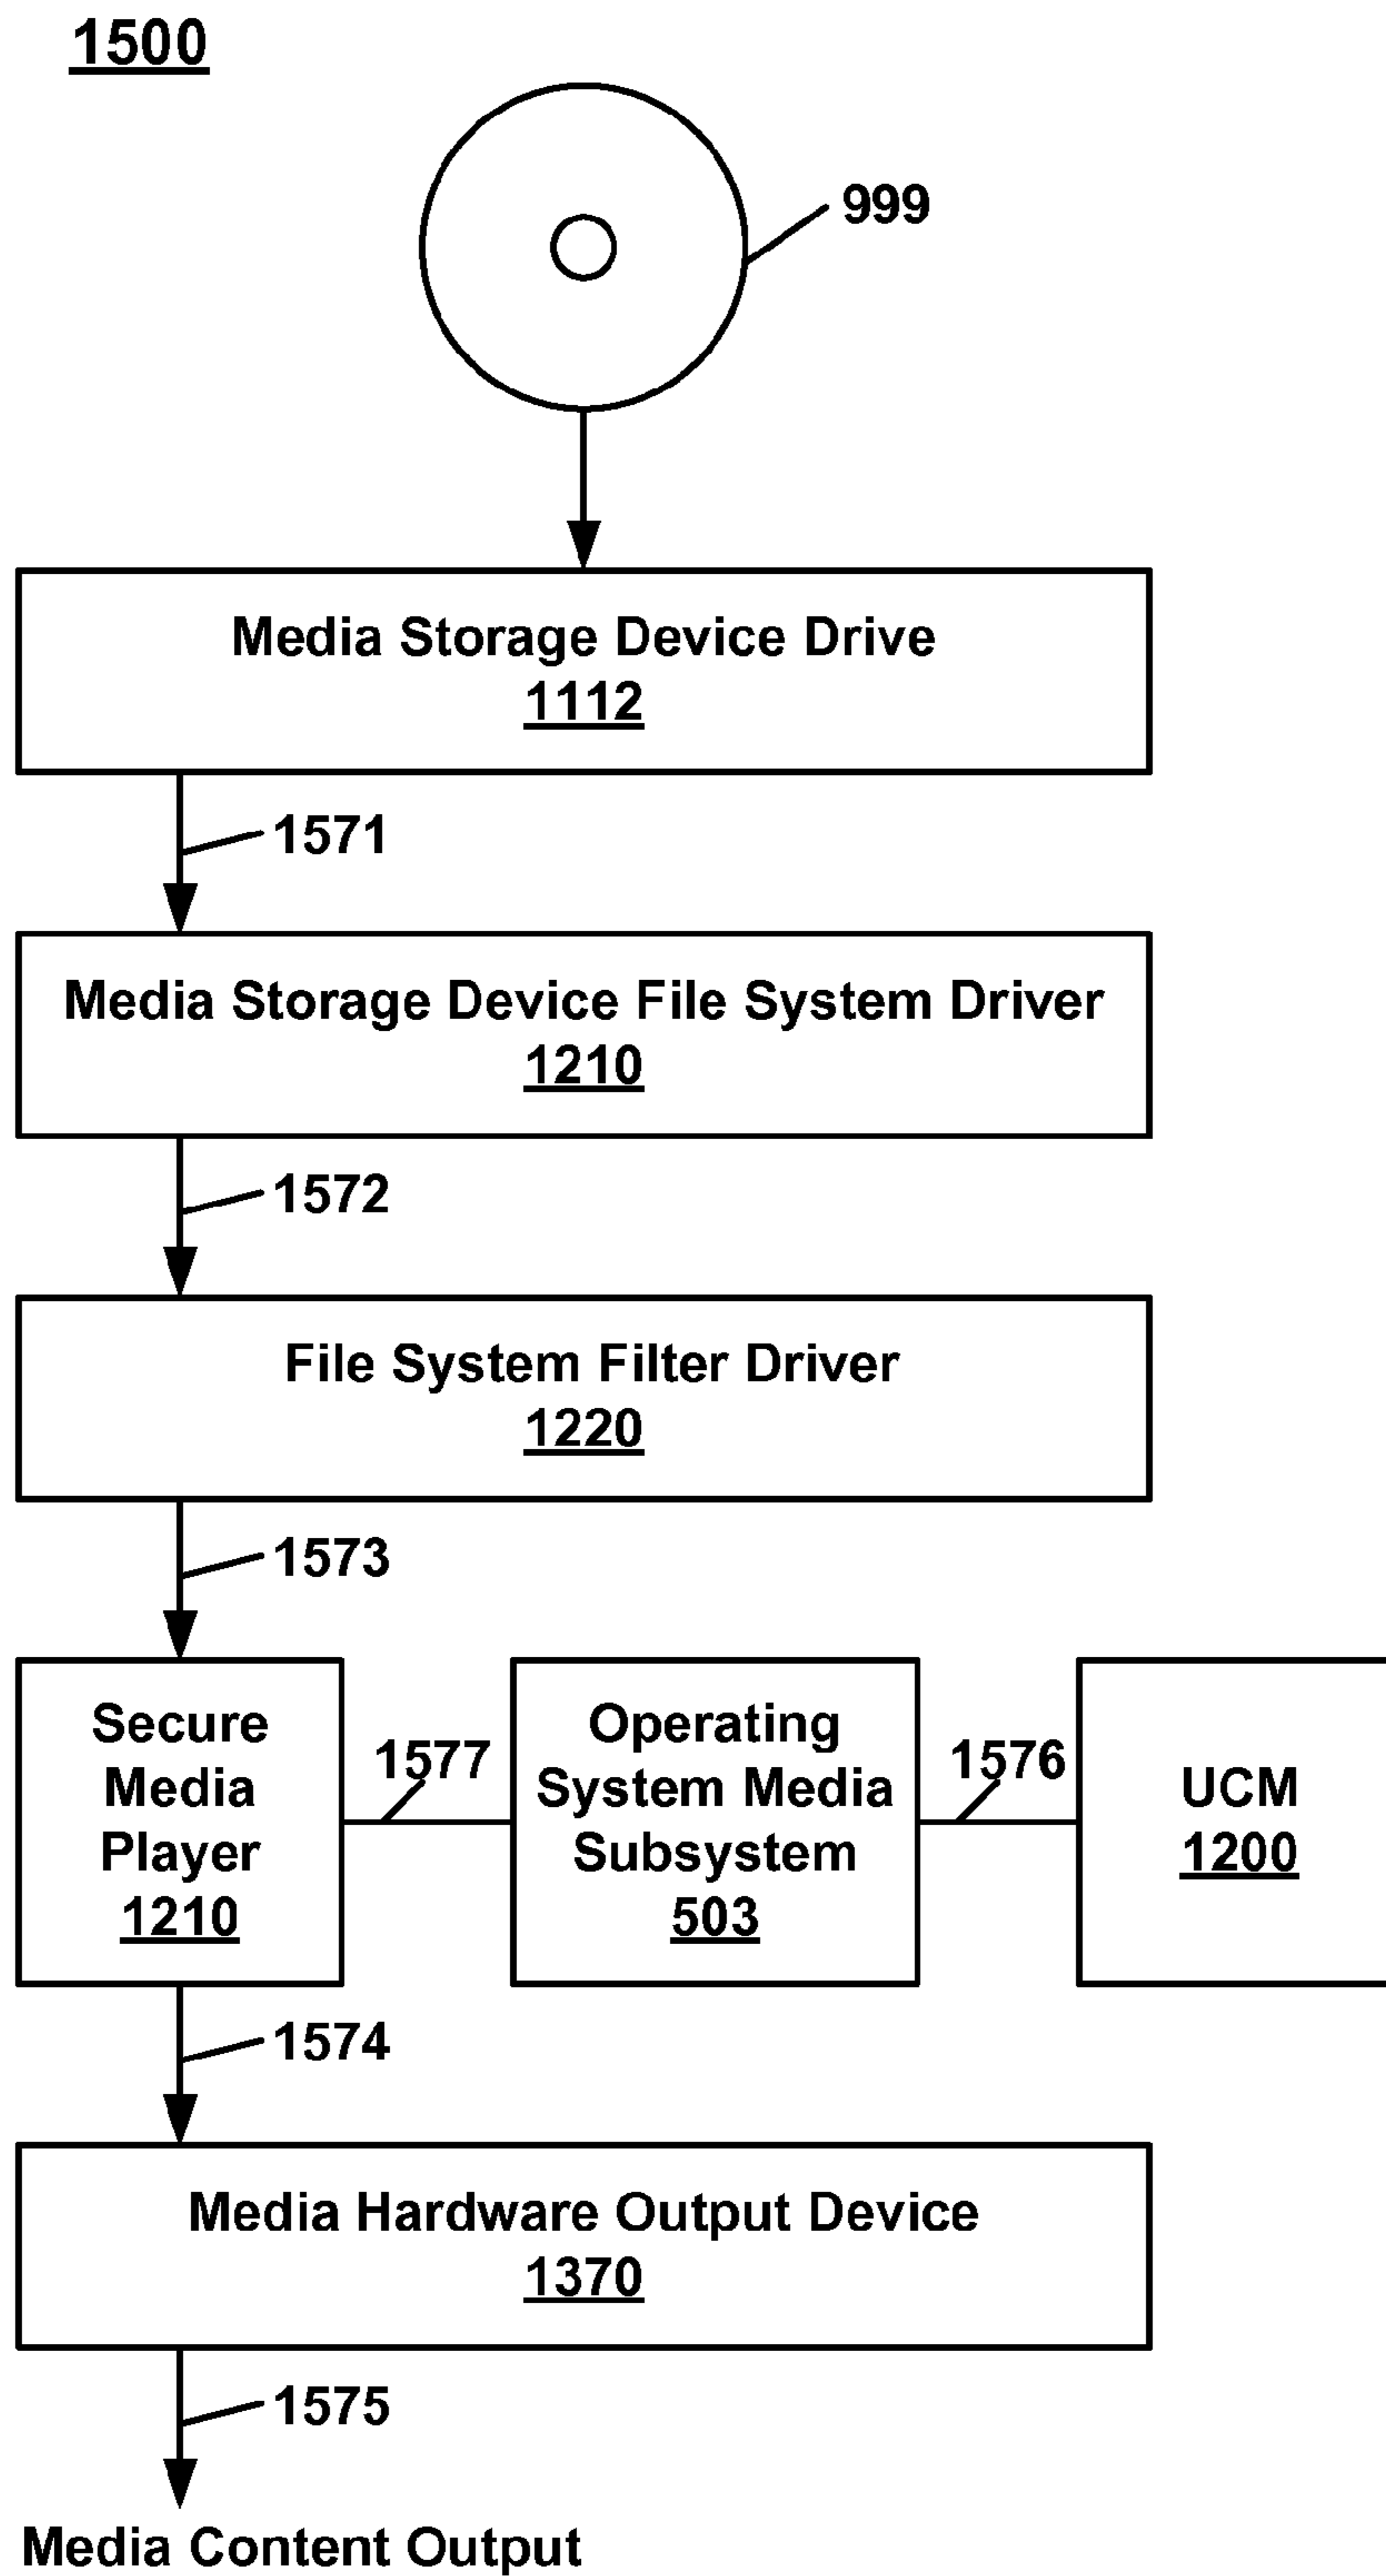 1500
999
Media Storage Device Drive
1112
1571
Media Storage Device File System Driver
1210
1572
File System Filter Driver
1220
1573
Secure
Media
Player
1210
1577
Operating
System Media
Subsystem
503
1576
UCM
1200
1574
Media Hardware Output Device
1370
1575
Media Content Output